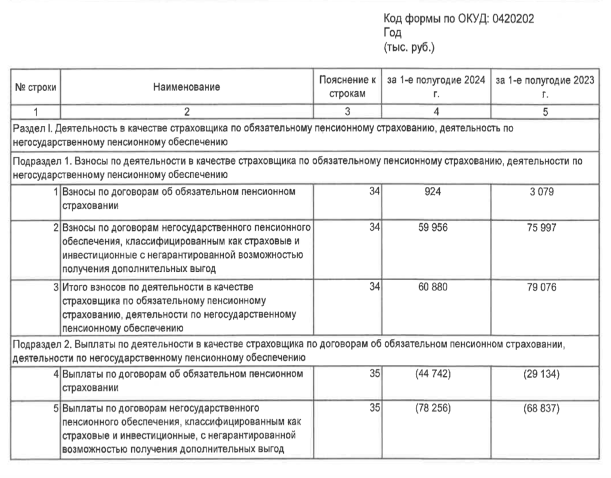 Код формы по ОКУД: 0420202
Год
(тыс. руб.)
№ строки Наименование Пояснение к строкам за 1-е полугодие 2024 г. за 1-е полугодие 2023 г.
1 2 3 4 5
Раздел I. Деятельность в качестве страховщика по обязательному пенсионному страхованию, деятельность по
негосударственному пенсионному обеспечению
Подраздел 1. Взносы по деятельности в качестве страховщика по обязательному пенсионному страхованию, деятельности по
негосударственному пенсионному обеспечению
1 Взносы по договорам об обязательном пенсионном 34 924 3 079
страховании
2 Взносы по договорам негосударственного пенсионного 34 59 956 75 997
обеспечения, классифицированным как страховые и
инвестиционные с негарантированной возможностью
получения дополнительных выгод
3 Итого взносов по деятельности в качестве 34 60 880 79 076
страховщика по обязательному пенсионному
страхованию, деятельности по негосударственному
пенсионному обеспечению
Подраздел 2. Выплаты по деятельности в качестве страховщика по договорам об обязательном пенсионном страховании,
деятельности по негосударственному пенсионному обеспечению
4 Выплаты по договорам об обязательном пенсионном 35 (44 742) (29 134)
страховании
5 Выплаты по договорам негосударственного 35 (78 256) (68 837)
пенсионного обеспечения, классифицированным как
страховые и инвестиционные, с негарантированной
возможностью получения дополнительных выгод